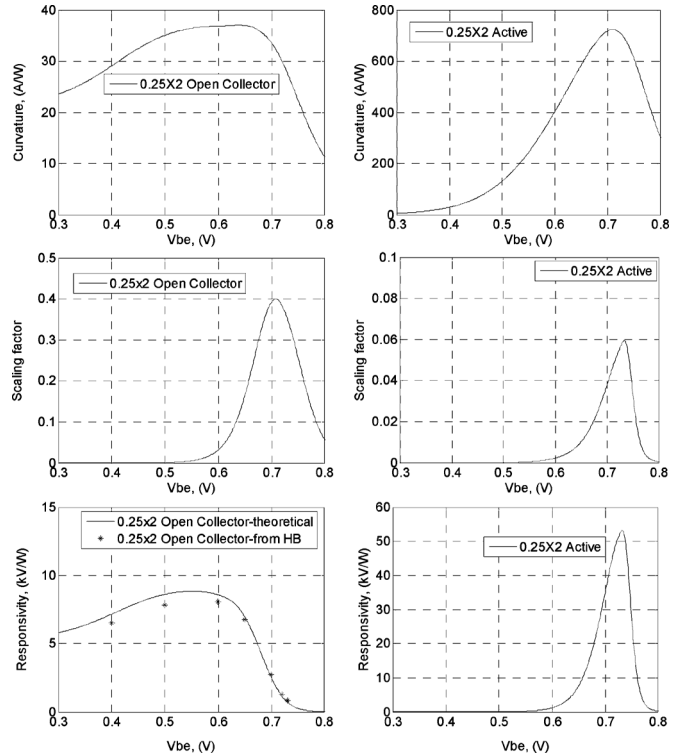 40
30
20
10
0
Curvature, (A/W)
0.25X2 Open Collector
0.3 0.4 0.5 0.6 0.7 0.8
Vbe, (V)
800
600
400
200
0
Curvature, (A/W)
0.25X2 Active
0.3 0.4 0.5 0.6 0.7 0.8
Vbe, (V)
0.5
0.4
0.3
0.2
0.1
0
Scaling factor
0.25x2 Open Collector
0.3 0.4 0.5 0.6 0.7 0.8
Vbe, (V)
0.1
0.08
0.06
0.04
0.02
0
Scaling factor
0.25X2 Active
0.3 0.4 0.5 0.6 0.7 0.8
Vbe, (V)
15
10
5
0
Responsivity, (kV/W)
0.25x2 Open Collector-theoretical
0.25x2 Open Collector-from HB
0.3 0.4 0.5 0.6 0.7 0.8
Vbe, (V)
60
50
40
30
20
10
0
Responsivity, (kV/W)
0.25X2 Active
0.3 0.4 0.5 0.6 0.7 0.8
Vbe, (V)